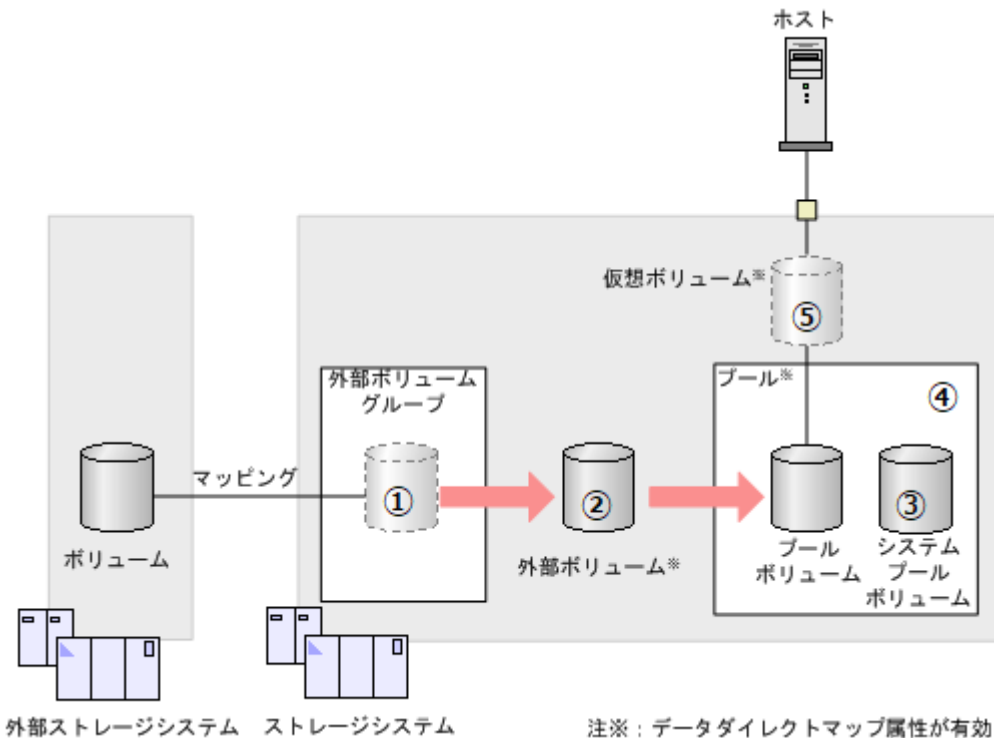 ホスト
仮想ボリューム※
⑤
外部ボリューム
グループ
プール※
④
マッピング
①
②
③
ボリューム
外部ボリューム※
プール
ボリューム
システム
プール
ボリューム
外部ストレージシステム
ストレージシステム
注※：データダイレクトマップ属性が有効